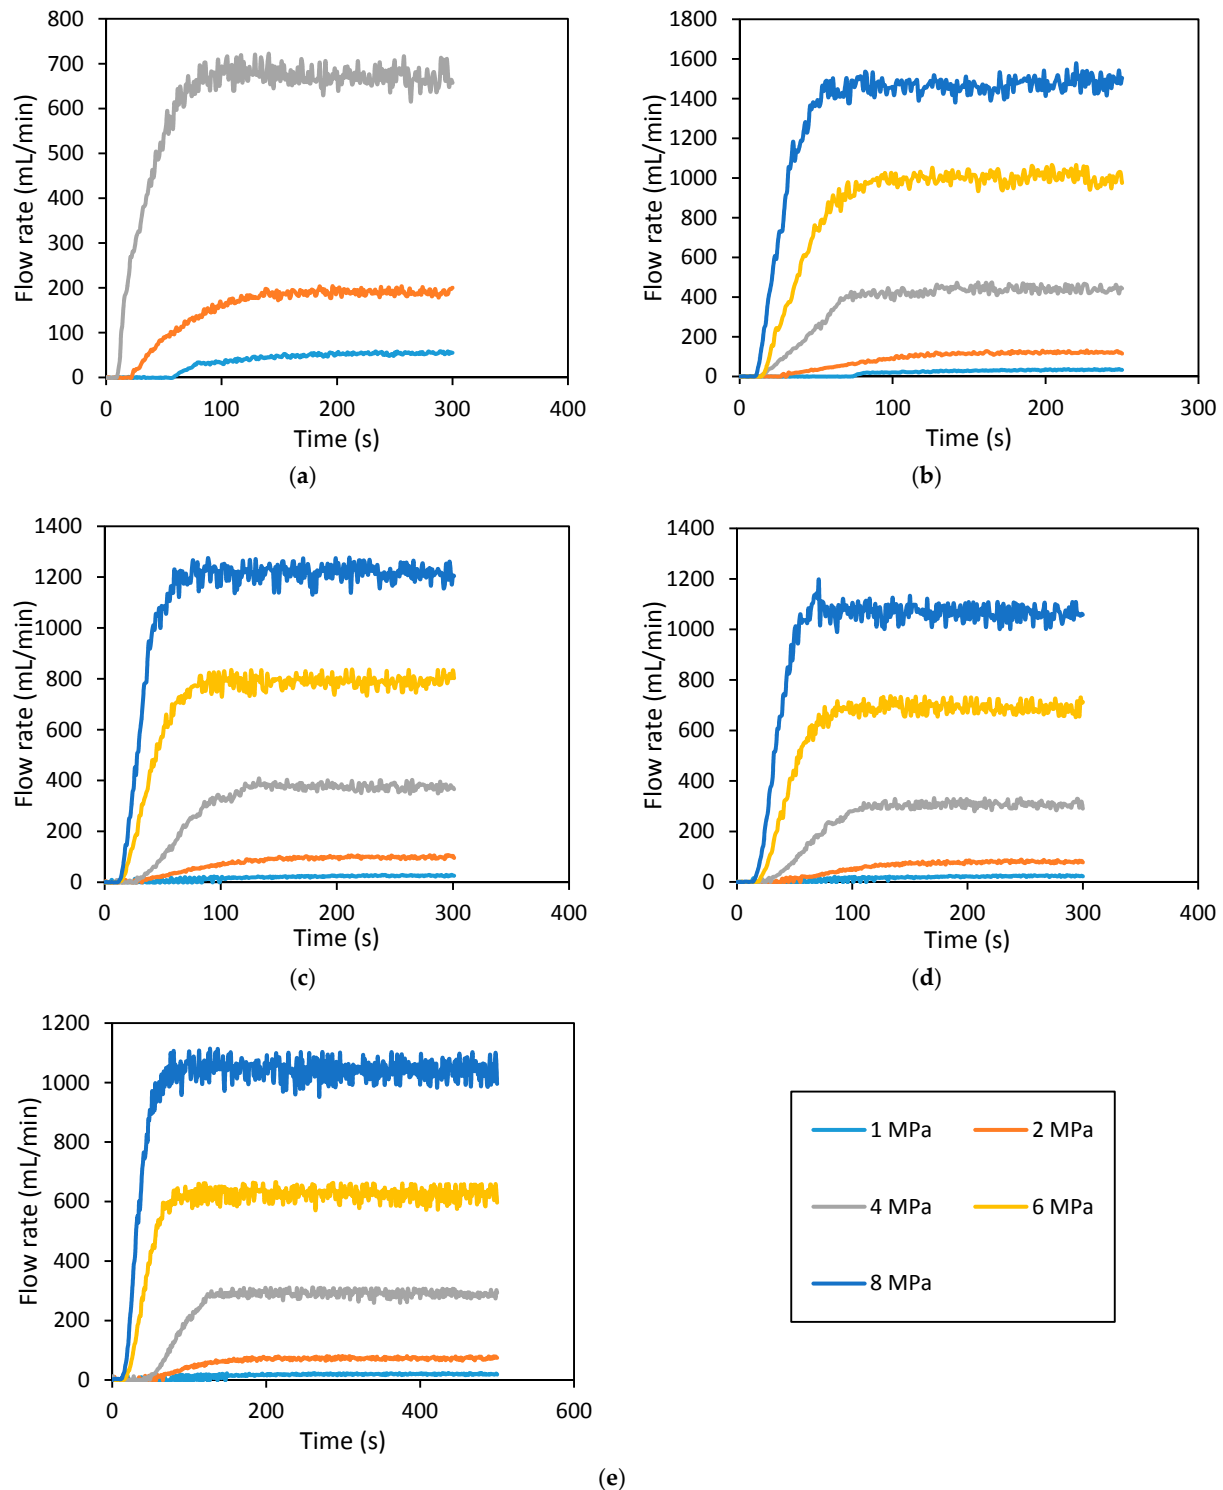 800
700
600
500
400
300
200
100
0
Flow rate (mL/min)
0 100 200 300 400
Time (s)
(a)
1800
1600
1400
1200
1000
800
600
400
200
0
Flow rate (mL/min)
0 100 200 300
Time (s)
(b)
1400
1200
1000
800
600
400
200
0
Flow rate (mL/min)
0 100 200 300 400
Time (s)
(c)
1400
1200
1000
800
600
400
200
0
Flow rate (mL/min)
0 100 200 300 400
Time (s)
(d)
1200
1000
800
600
400
200
0
Flow rate (mL/min)
0 200 400 600
Time (s)
1 MPa 2 MPa
4 MPa 6 MPa
8 MPa
(e)